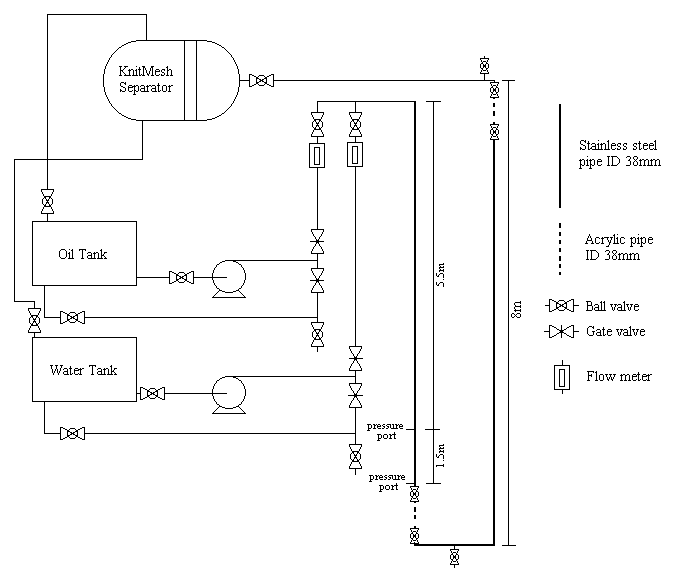 KnitMesh
Separator
Stainless steel
pipe ID 38mm
Oil Tank
Acrylic pipe
ID 38mm
5.5m
8m
Ball valve
Gate valve
Water Tank
Flow meter
pressure
port
1.5m
pressure
port